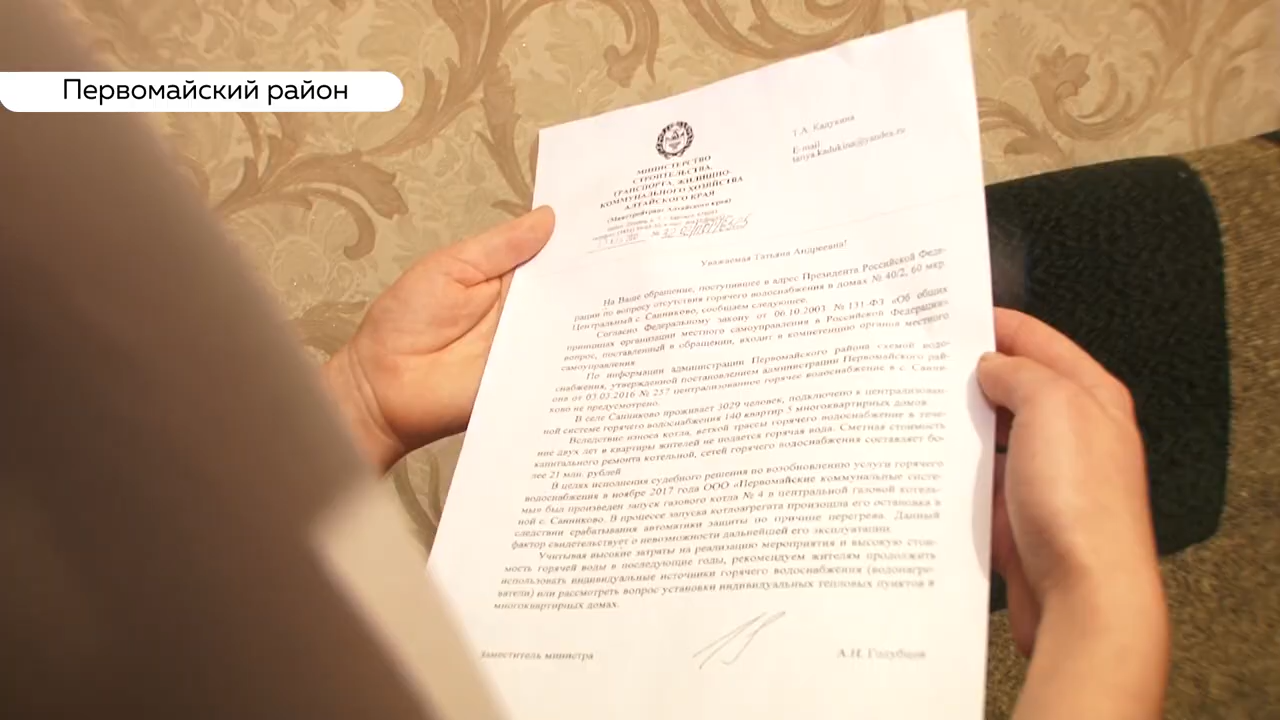 Первомайский район
МИНИСТЕРСТВО
СТРОИТЕЛЬСТВА,
ТРАНСПОРТА, ЖИЛИЩНО-
КОММУНАЛЬНОГО ХОЗЯЙСТВА
АЛТАЙСКОГО КРАЯ
(Минстройтранс Алтайского края)
Т.А. Кадукина
E-mail:
tanya.kadukina@yandex.ru
Уважаемая Татьяна Андреевна!
На Ваше обращение, поступившее в адрес Президента Российской Феде-
рации по вопросу отсутствия горячего водоснабжения в домах № 40/2, 60 мкр.
Центральный с. Санниково, сообщаем следующее.
Согласно Федеральному закону от 06.10.2003 № 131-ФЗ «Об общих
принципах организации местного самоуправления в Российской Федерации»
вопрос, поставленный в обращении, входит в компетенцию органов местного
самоуправления.
По информации администрации Первомайского района схемой водо-
снабжения, утвержденной постановлением администрации Первомайского рай-
она от 03.03.2016 № 257 централизованное горячее водоснабжение в с. Санни-
ково не предусмотрено.
В селе Санниково проживает 3029 человек, подключено к централизован-
ной системе горячего водоснабжения 140 квартир 5 многоквартирных домов.
Вследствие износа котла, ветхой трассы горячего водоснабжение в тече-
ние двух лет в квартиры жителей не подается горячая вода. Сметная стоимость
капитального ремонта котельной, сетей горячего водоснабжения составляет бо-
лее 21 млн. рублей
В целях исполнения судебного решения по возобновлению услуги горячего
водоснабжения в ноябре 2017 года ООО «Первомайские коммунальные систе-
мы» был произведен запуск газового котла № 4 в центральной газовой котель-
ной с. Санниково. В процессе запуска котлоагрегата произошла его остановка в
следствии срабатывания автоматики защиты по причине перегрева. Данный
фактор свидетельствует о невозможности дальнейшей его эксплуатации.
Учитывая высокие затраты на реализацию мероприятия и высокую стои-
мость горячей воды в последующие годы, рекомендуем жителям продолжить
использовать индивидуальные источники горячего водоснабжения (водонагре-
ватели) или рассмотреть вопрос установки индивидуальных тепловых пунктов в
многоквартирных домах.
Заместитель министра
А.Н. Голубцов